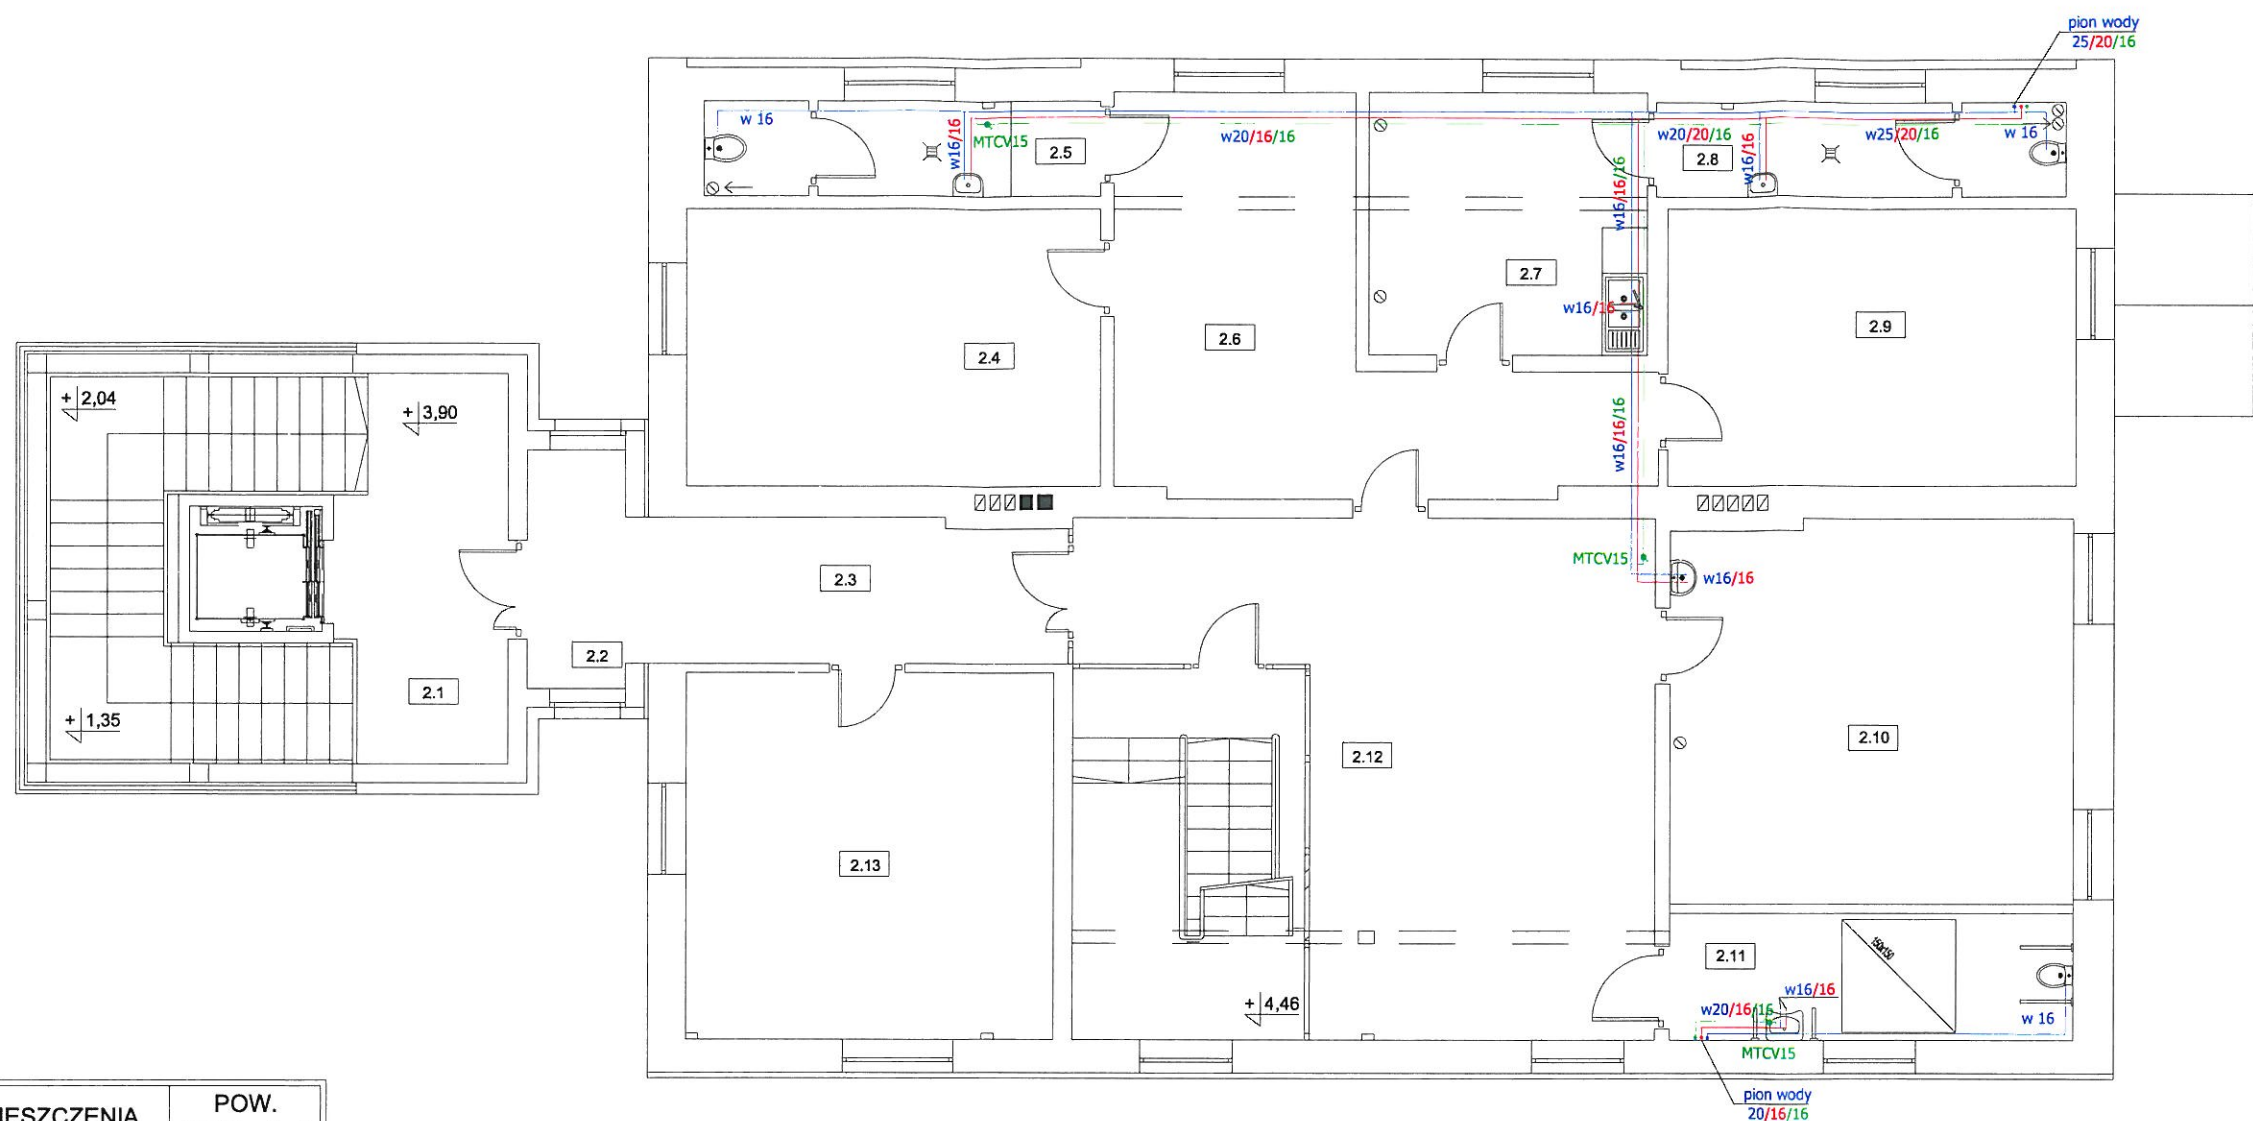 pion wody
25/20/16
w 16
w16/16
MTCV15
2.5
w20/16/16
w16/16/16
w20/20/16
2.8
w16/16
w25/20/16
w 16
2.7
w16/16
2.6
2.4
2.9
+ 2,04
+ 3,90
w16/16/16
MTCV15
w16/16
2.3
2.2
2.1
+ 1,35
2.12
2.10
2.13
2.11
150x150
+ 4,46
w16/16
w20/16/16
w 16
MTCV15
pion wody
20/16/16
POW.
IESZCZENIA